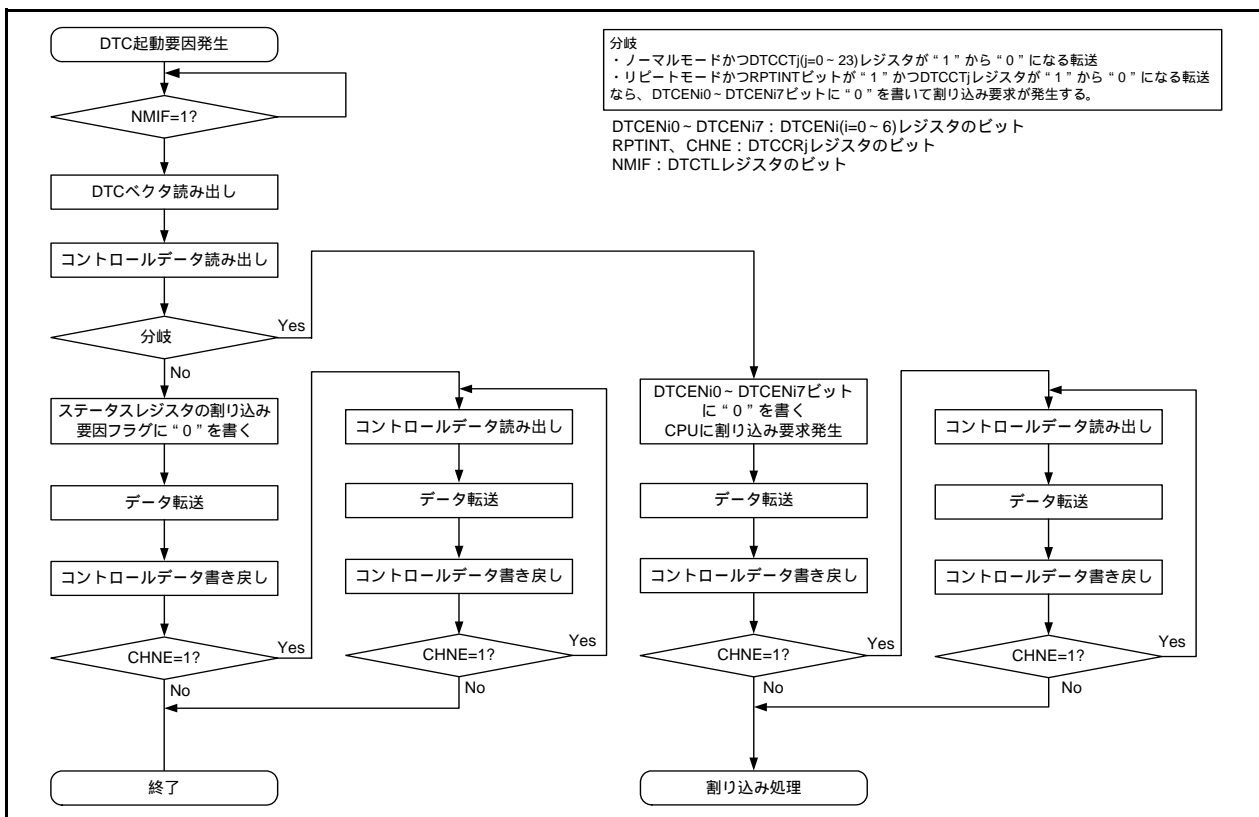 DTC起動要因発生
NMIF=1?
DTCベクタ読み出し
コントロールデータ読み出し
分岐
Yes
No
ステータスレジスタの割り込み
要因フラグに“0”を書く
データ転送
コントロールデータ書き戻し
CHNE=1?
Yes
No
終了
コントロールデータ読み出し
データ転送
コントロールデータ書き戻し
CHNE=1?
Yes
No
分岐
・ノーマルモードかつDTCCTj(j=0~23)レジスタが“1”から“0”になる転送
・リピートモードかつRPTINTビットが“1”かつDTCCTjレジスタが“1”から“0”になる転送
なら、DTCENi0~DTCENi7ビットに“0”を書いて割り込み要求が発生する。
DTCENi0~DTCENi7：DTCENi(i=0~6)レジスタのビット
RPTINT、CHNE：DTCCRjレジスタのビット
NMIF：DTCTLレジスタのビット
DTCENi0~DTCENi7ビット
に“0”を書く
CPUに割り込み要求発生
データ転送
コントロールデータ書き戻し
CHNE=1?
Yes
No
割り込み処理
コントロールデータ読み出し
データ転送
コントロールデータ書き戻し
CHNE=1?
Yes
No